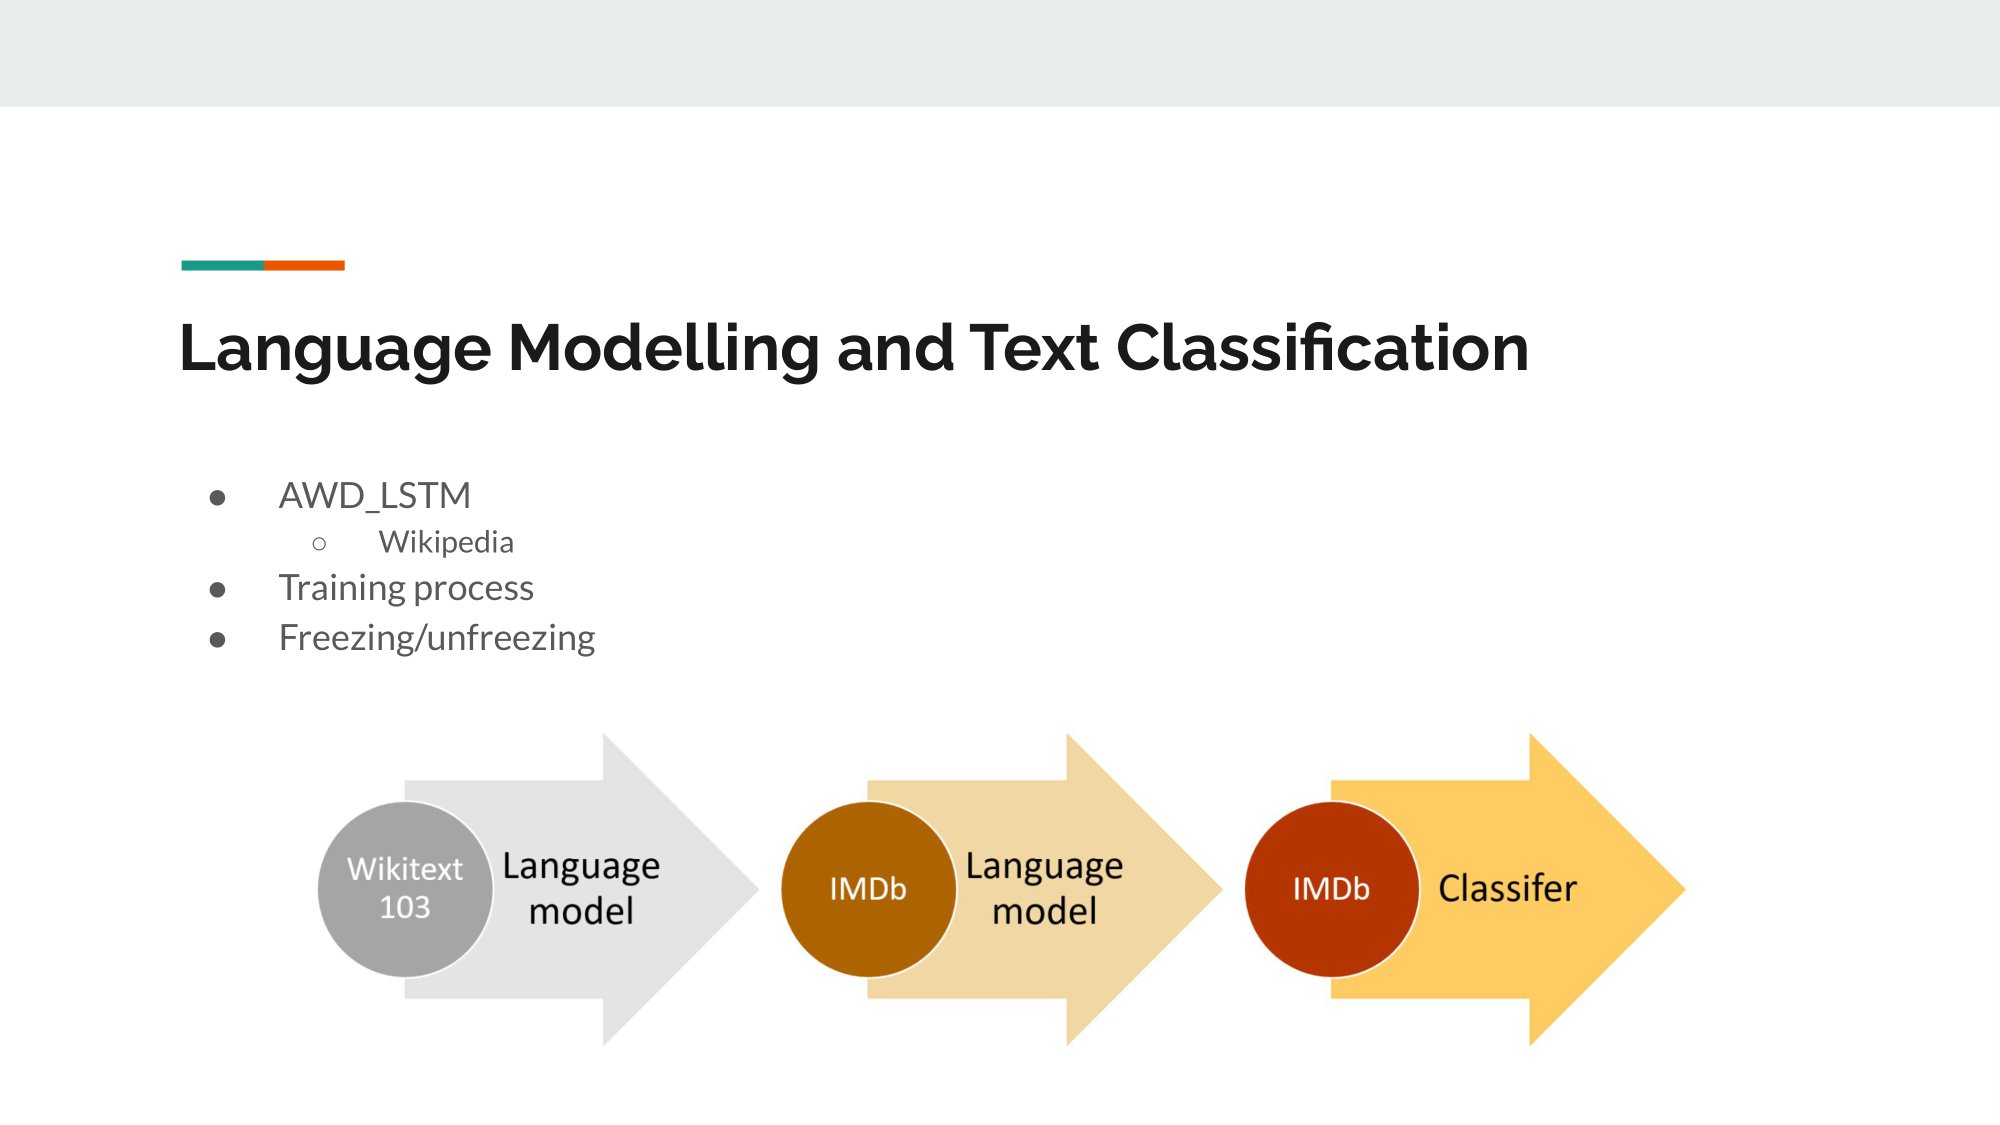 Language Modelling and Text Classification
● AWD_LSTM
○ Wikipedia
● Training process
● Freezing/unfreezing
Wikitext
103
Language
model
IMDb
Language
model
IMDb
Classifer